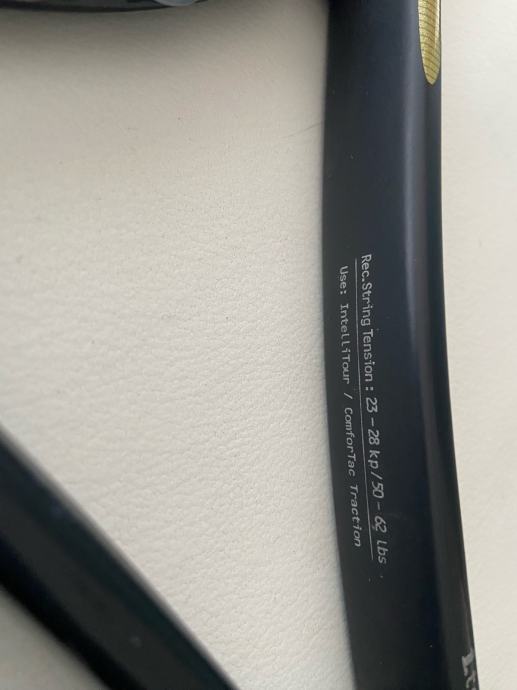 Rec.String Tension: 23-28 kp/50-62 lbs
Use: IntelliTour / ComforTac Traction